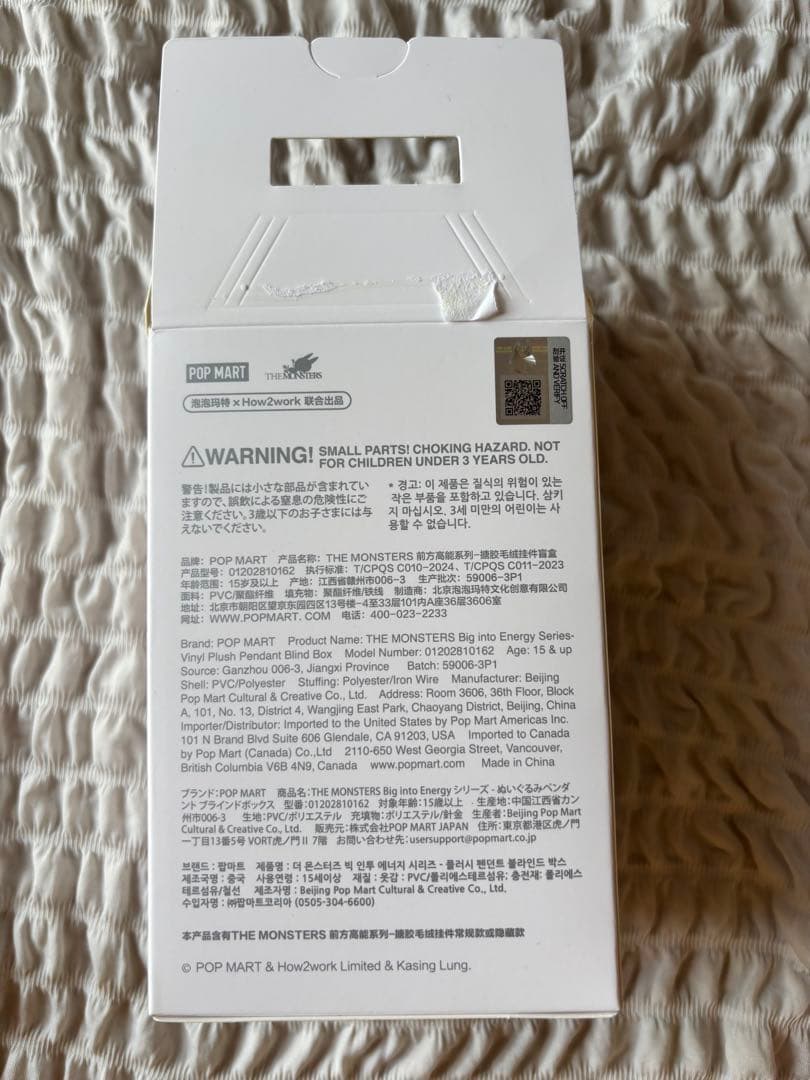 POP MART THE MONSTERS
泡泡玛特 × How2work 联合出品
SCRATCH OFF
AND VERIFY
WARNING! SMALL PARTS! CHOKING HAZARD. NOT
FOR CHILDREN UNDER 3 YEARS OLD.
警告!製品には小さな部品が含まれてい
ますので、誤飲による窒息の危険性にご
注意ください。3歳以下のお子さまには与
えないでください。
* 경고: 이 제품은 질식의 위험이 있는
작은 부품을 포함하고 있습니다. 삼키
지 마십시오. 3세 미만의 어린이는 사
용할 수 없습니다.
品牌: POP MART 产品名称: THE MONSTERS 前方高能系列-搪胶毛绒挂件盲盒
产品型号: 01202810162 执行标准: T/CPQS C010-2024、T/CPQS C011-2023
年龄范围: 15岁及以上 产地: 江西省赣州市006-3 生产批次: 59006-3P1
面料: PVC/聚酯纤维 填充物: 聚酯纤维/铁线 制造商: 北京泡泡玛特文化创意有限公司
地址: 北京市朝阳区望京东园四区13号楼-4至33层101内A座36层3606室
网址: WWW.POPMART. COM 电话: 400-023-2233
Brand: POP MART Product Name: THE MONSTERS Big into Energy Series-
Vinyl Plush Pendant Blind Box Model Number: 01202810162 Age: 15 & up
Source: Ganzhou 006-3, Jiangxi Province Batch: 59006-3P1
Shell: PVC/Polyester Stuffing: Polyester/Iron Wire Manufacturer: Beijing
Pop Mart Cultural & Creative Co., Ltd. Address: Room 3606, 36th Floor, Block
A, 101, No. 13, District 4, Wangjing East Park, Chaoyang District, Beijing, China
Importer/Distributor: Imported to the United States by Pop Mart Americas Inc.
101 N Brand Blvd Suite 606 Glendale, CA 91203, USA Imported to Canada
by Pop Mart (Canada) Co.,Ltd 2110-650 West Georgia Street, Vancouver,
British Columbia V6B 4N9, Canada www.popmart.com Made in China
ブランド:POP MART 商品名:THE MONSTERS Big into Energy シリーズ - ぬいぐるみペンダ
ント ブラインドボックス 型番:01202810162 対象年齢:15歳以上 生産地:中国江西省カン
州市006-3 生地:PVC/ポリエステル 充填物:ポリエステル/針金 生産者:Beijing Pop Mart
Cultural & Creative Co., Ltd. 販売元:株式会社POP MART JAPAN 住所:東京都港区虎ノ門
一丁目13番5号 VORT虎ノ門Ⅱ 7階 お問い合わせ先:usersupport@popmart.co.jp
브랜드 : 팝마트 제품명 : 더 몬스터즈 빅 인투 에너지 시리즈 - 플러시 펜던트 블라인드 박스
제조국명 : 중국 사용연령 : 15세이상 재질 : 옷감 : PVC/폴리에스테르섬유; 충전재: 폴리에스
테르섬유/철선 제조자명 : Beijing Pop Mart Cultural & Creative Co., Ltd.
수입자명 : ㈜팝마트코리아 (0505-304-6600)
本产品含有THE MONSTERS 前方高能系列-搪胶毛绒挂件常规款或隐藏款
© POP MART & How2work Limited & Kasing Lung.